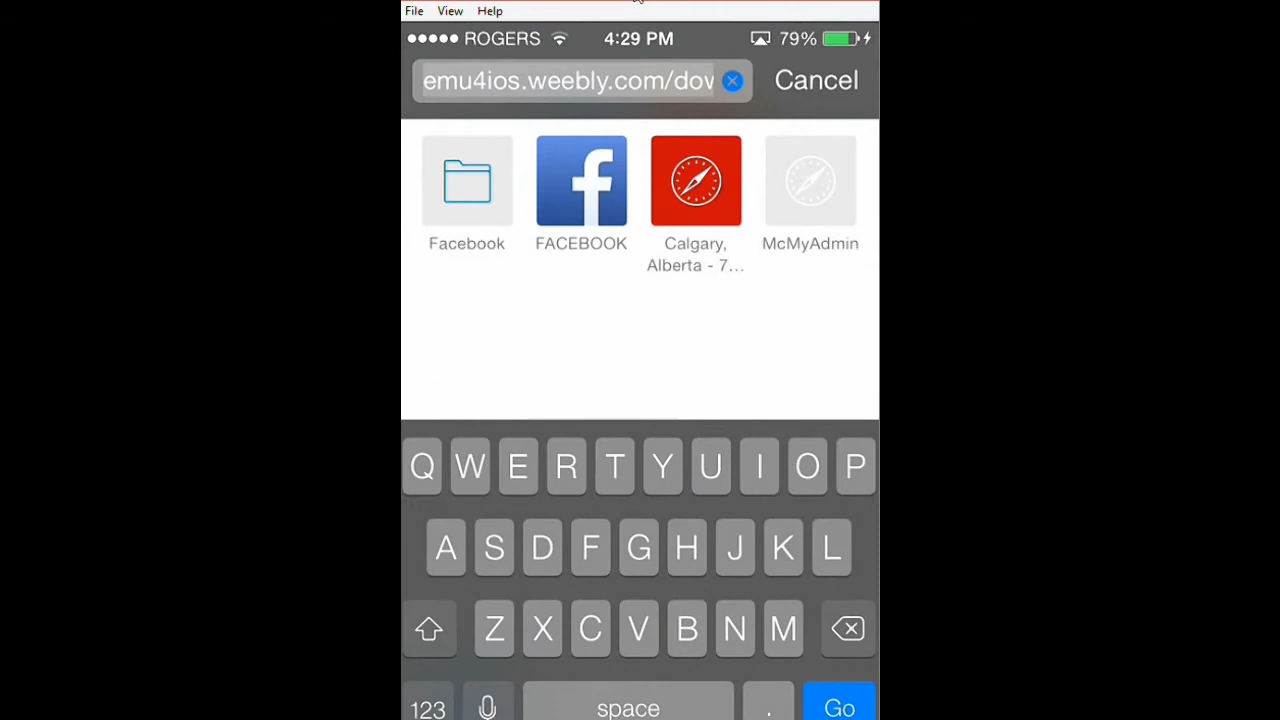 File View Help
ROGERS 4:29 PM 79%
emu4ios.weebly.com/dow Cancel
Facebook FACEBOOK Calgary, Alberta - 7... McMyAdmin
Q W E R T Y U I O P
A S D F G H J K L
Z X C V B N M
123 space . Go